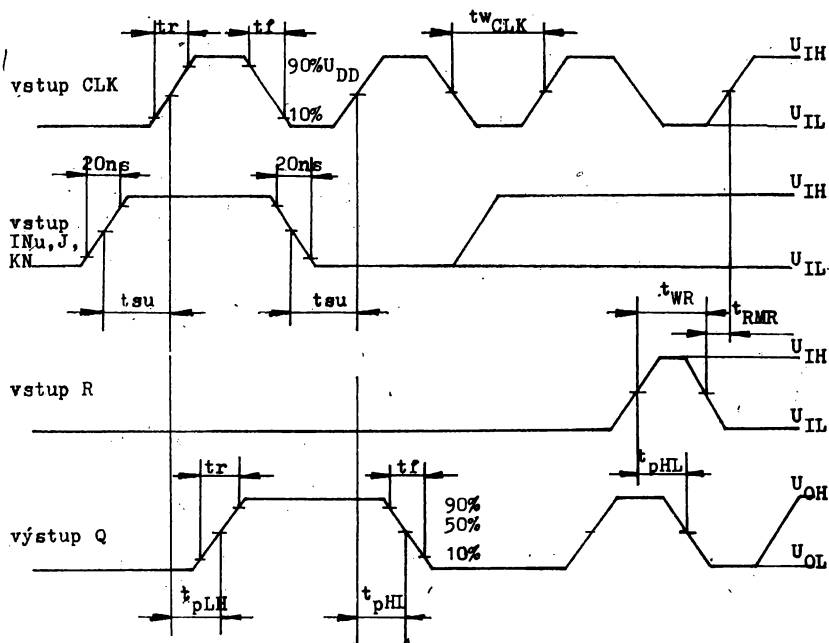 tr
tf
twCLK
UIH
90%UDD
vstup CLK
10%
UIL
20ns
20ns
UIH
vstup
INu, J,
KN
UIL
tsu
tsu
tWR
tRMR
UIH
vstup R
UIL
tr
tf
tpHL
UOH
90%
50%
výstup Q
10%
UOL
tpLH
tpHL